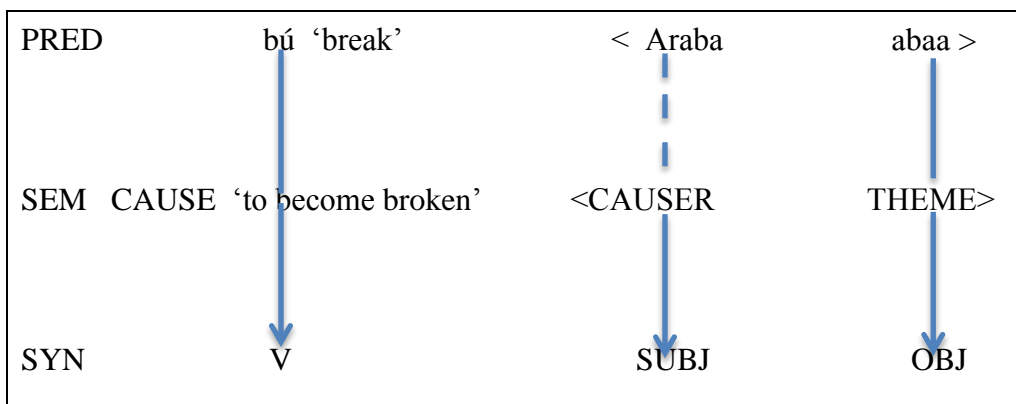 PRED bú ‘break’ < Araba abaa >
SEM CAUSE ‘to become broken’ <CAUSER THEME>
SYN V SUBJ OBJ